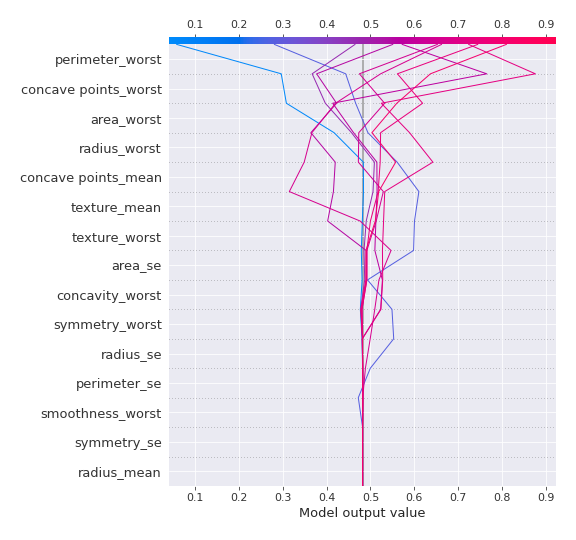 0.1 0.2 0.3 0.4 0.5 0.6 0.7 0.8 0.9
perimeter_worst
concave points_worst
area_worst
radius_worst
concave points_mean
texture_mean
texture_worst
area_se
concavity_worst
symmetry_worst
radius_se
perimeter_se
smoothness_worst
symmetry_se
radius_mean
0.1 0.2 0.3 0.4 0.5 0.6 0.7 0.8 0.9
Model output value